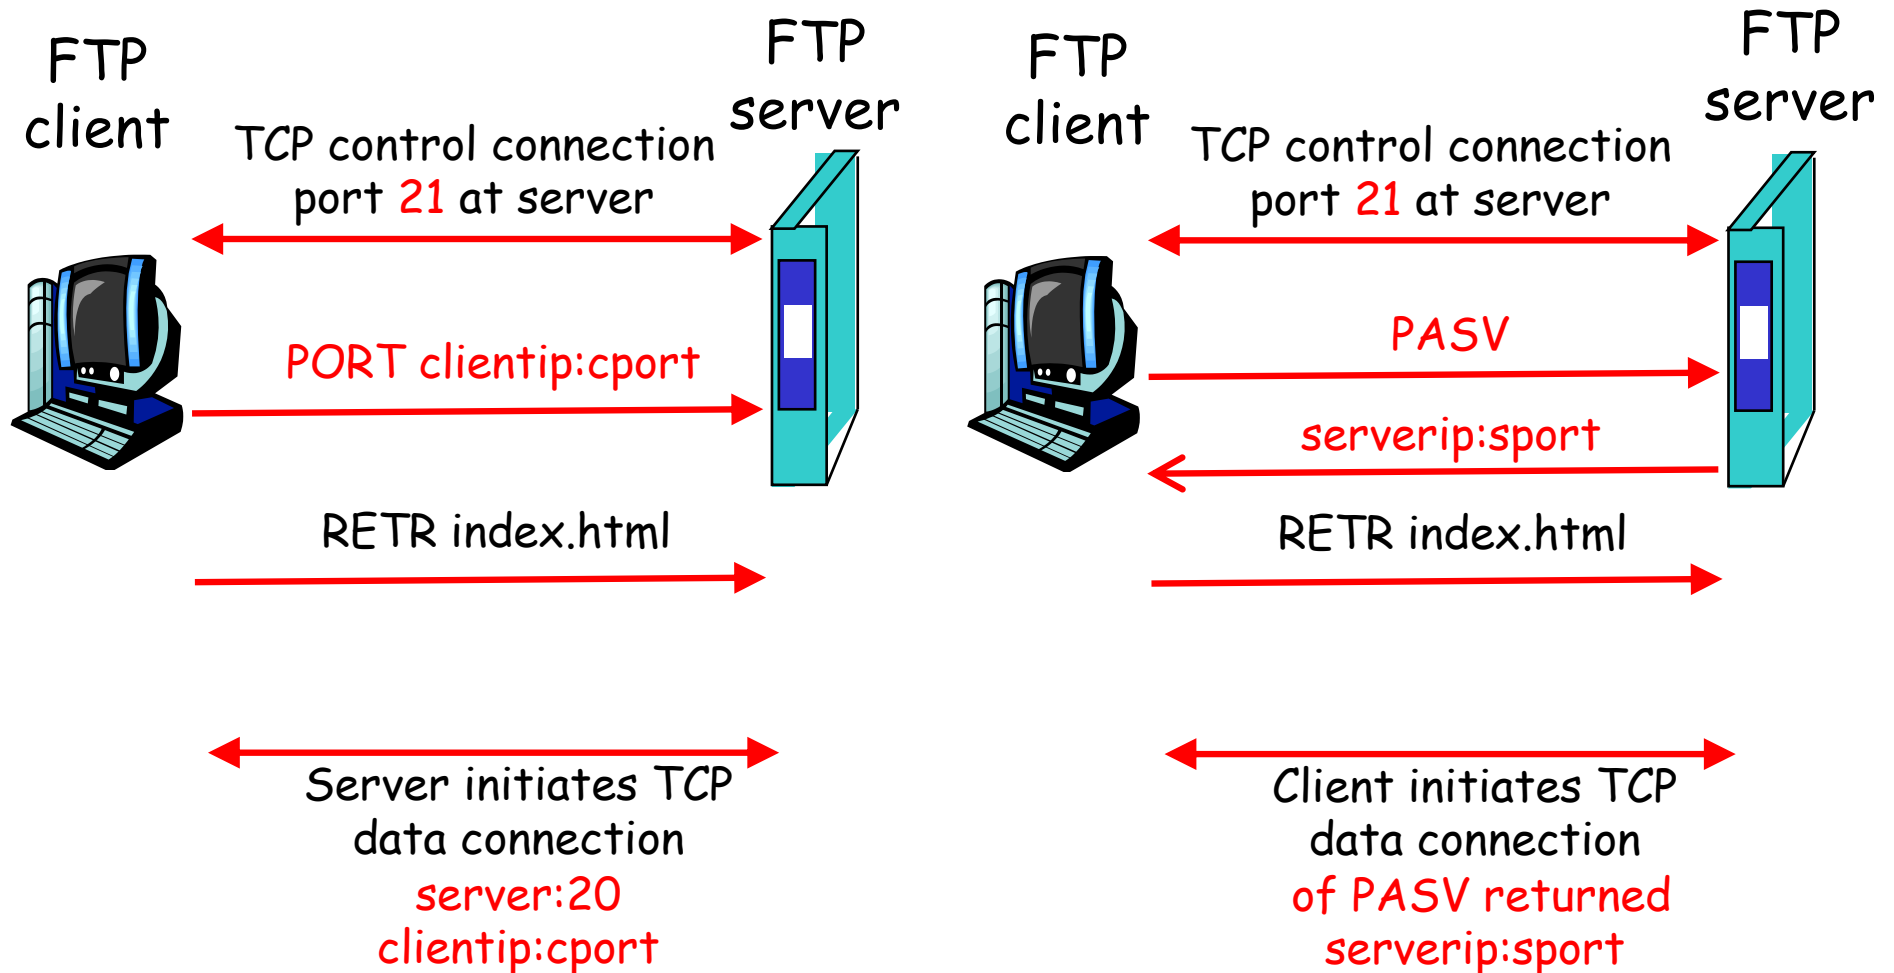 FTP
client
FTP
server
TCP control connection
port 21 at server
PORT clientip:cport
RETR index.html
Server initiates TCP
data connection
server:20
clientip:cport
FTP
client
FTP
server
TCP control connection
port 21 at server
PASV
serverip:sport
RETR index.html
Client initiates TCP
data connection
of PASV returned
serverip:sport